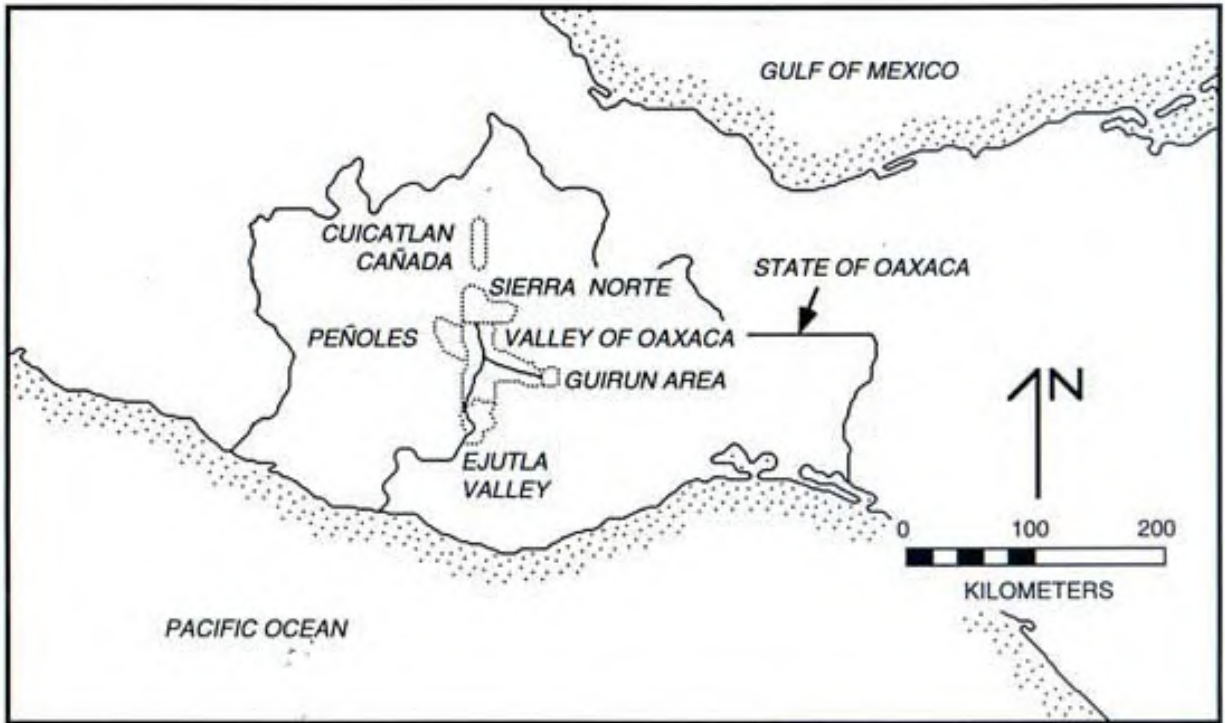 GULF OF MEXICO
CUICATLAN
CAÑADA
STATE OF OAXACA
SIERRA NORTE
PEÑOLES
VALLEY OF OAXACA
GUIRUN AREA
N
EJUTLA
VALLEY
0 100 200
KILOMETERS
PACIFIC OCEAN